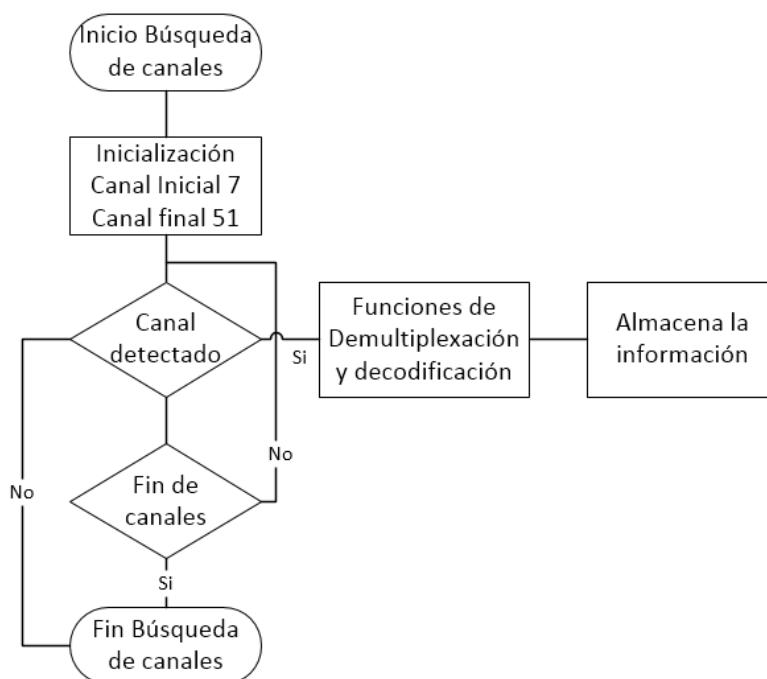 Inicio Búsqueda
de canales
Inicialización
Canal Inicial 7
Canal final 51
Canal
detectado
Si
Funciones de
Demultiplexación
y decodificación
Almacena la
información
No
No
Fin de
canales
Si
Fin Búsqueda
de canales